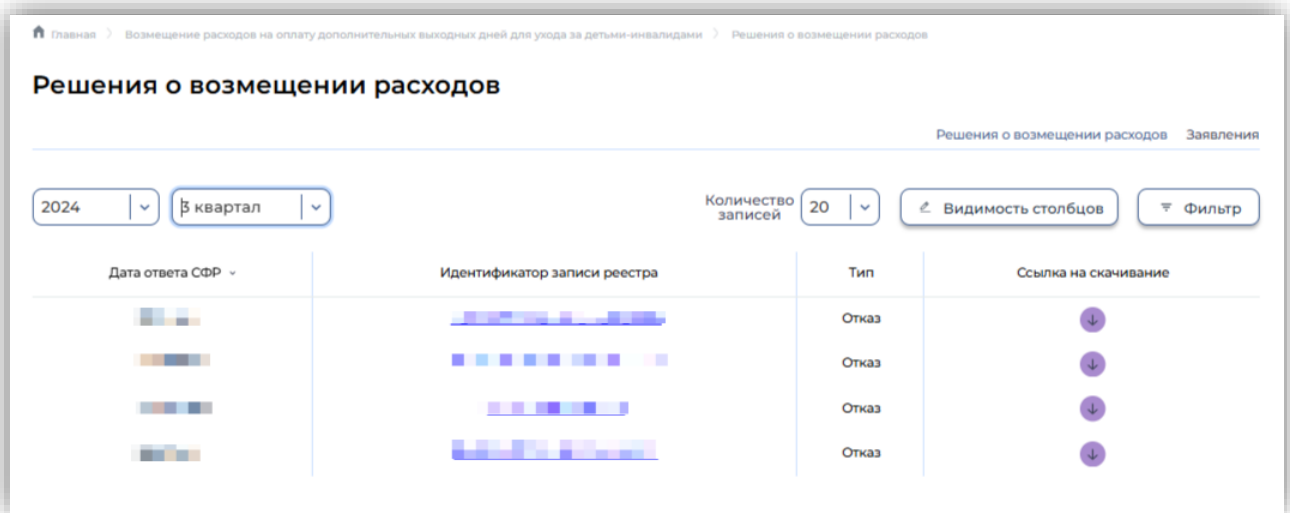 Главная > Возмещение расходов на оплату дополнительных выходных дней для ухода за детьми-инвалидами > Решения о возмещении расходов
Решения о возмещении расходов
Решения о возмещении расходов Заявления
2024 3 квартал Количество записей 20 Видимость столбцов Фильтр
Дата ответа СФР Идентификатор записи реестра Тип Ссылка на скачивание
Отказ
Отказ
Отказ
Отказ